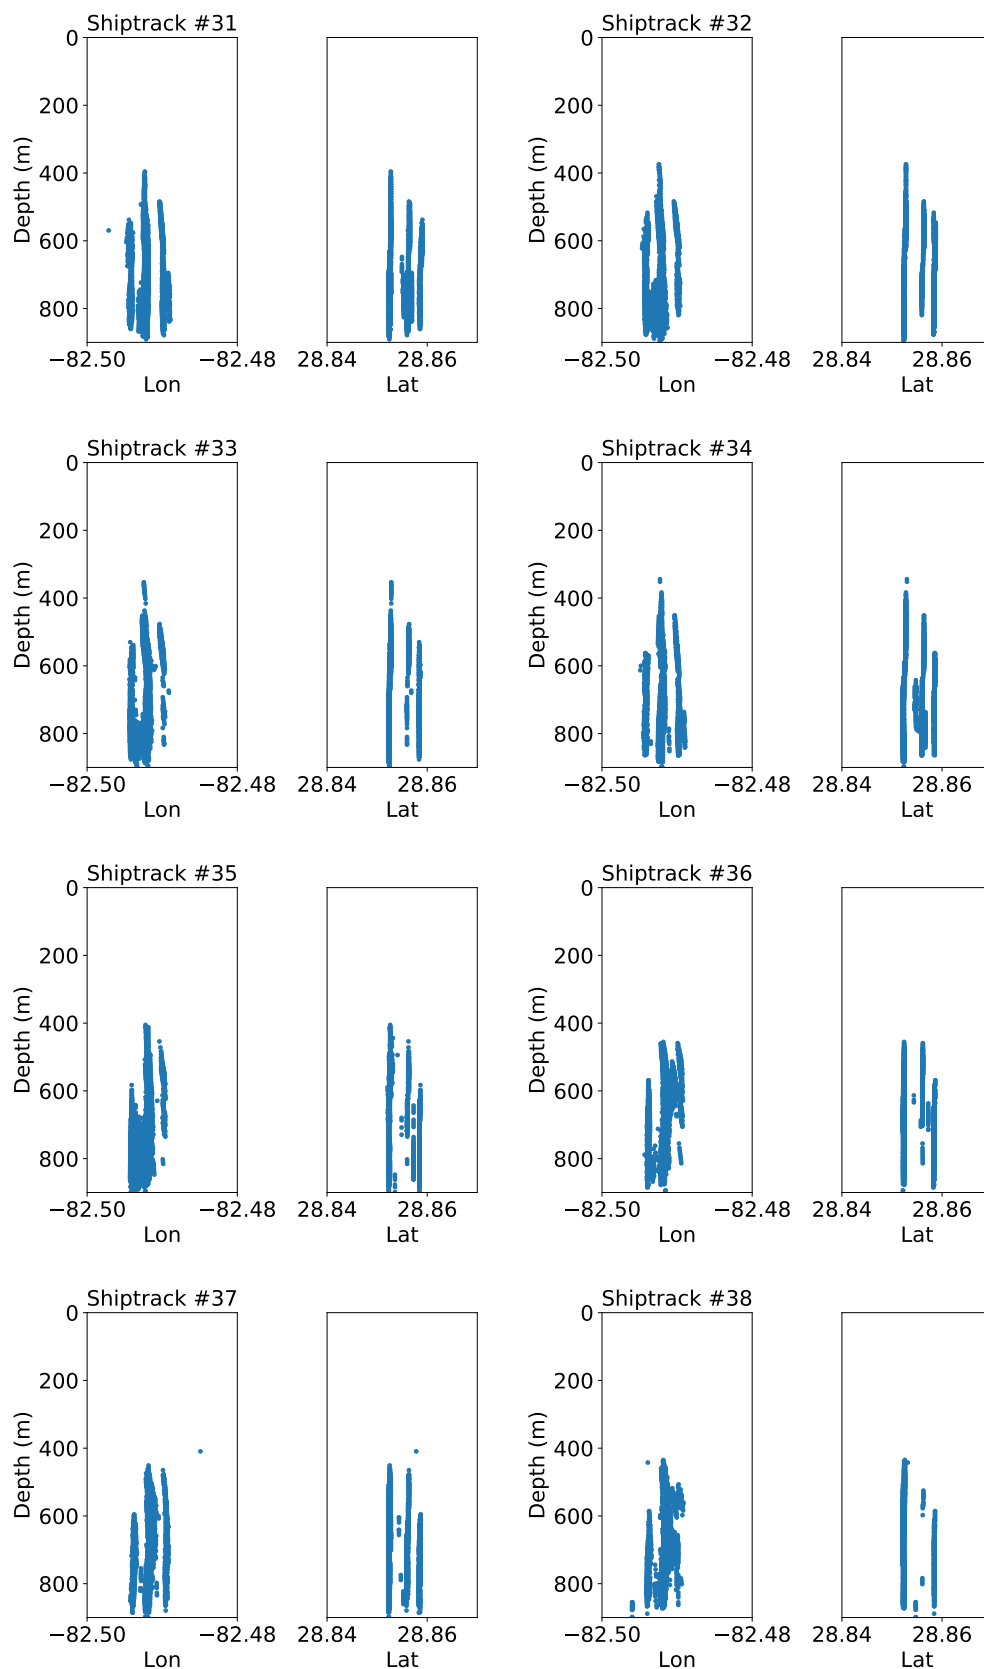 Shiptrack #31 Shiptrack #32
0 0
200 200
400 400
600 600
800 800
Depth (m) Depth (m)
−82.50 −82.48 28.84 28.86 −82.50 −82.48 28.84 28.86
Lon Lat Lon Lat
Shiptrack #33 Shiptrack #34
0 0
200 200
400 400
600 600
800 800
Depth (m) Depth (m)
−82.50 −82.48 28.84 28.86 −82.50 −82.48 28.84 28.86
Lon Lat Lon Lat
Shiptrack #35 Shiptrack #36
0 0
200 200
400 400
600 600
800 800
Depth (m) Depth (m)
−82.50 −82.48 28.84 28.86 −82.50 −82.48 28.84 28.86
Lon Lat Lon Lat
Shiptrack #37 Shiptrack #38
0 0
200 200
400 400
600 600
800 800
Depth (m) Depth (m)
−82.50 −82.48 28.84 28.86 −82.50 −82.48 28.84 28.86
Lon Lat Lon Lat